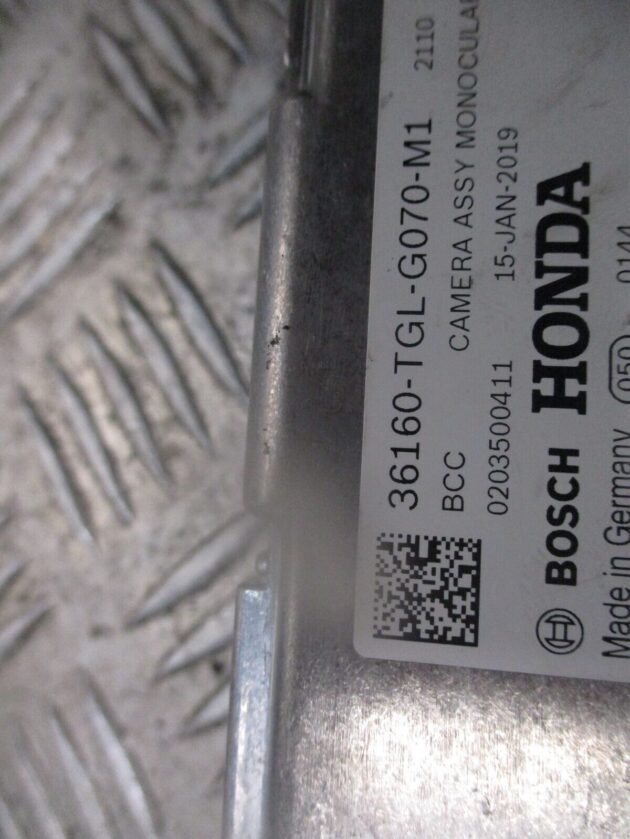 36160-TGL-G070-M1 2110
BCC CAMERA ASSY MONOCULAR
0203500411 15-JAN-2019
BOSCH HONDA
Made in Germany 050 0144